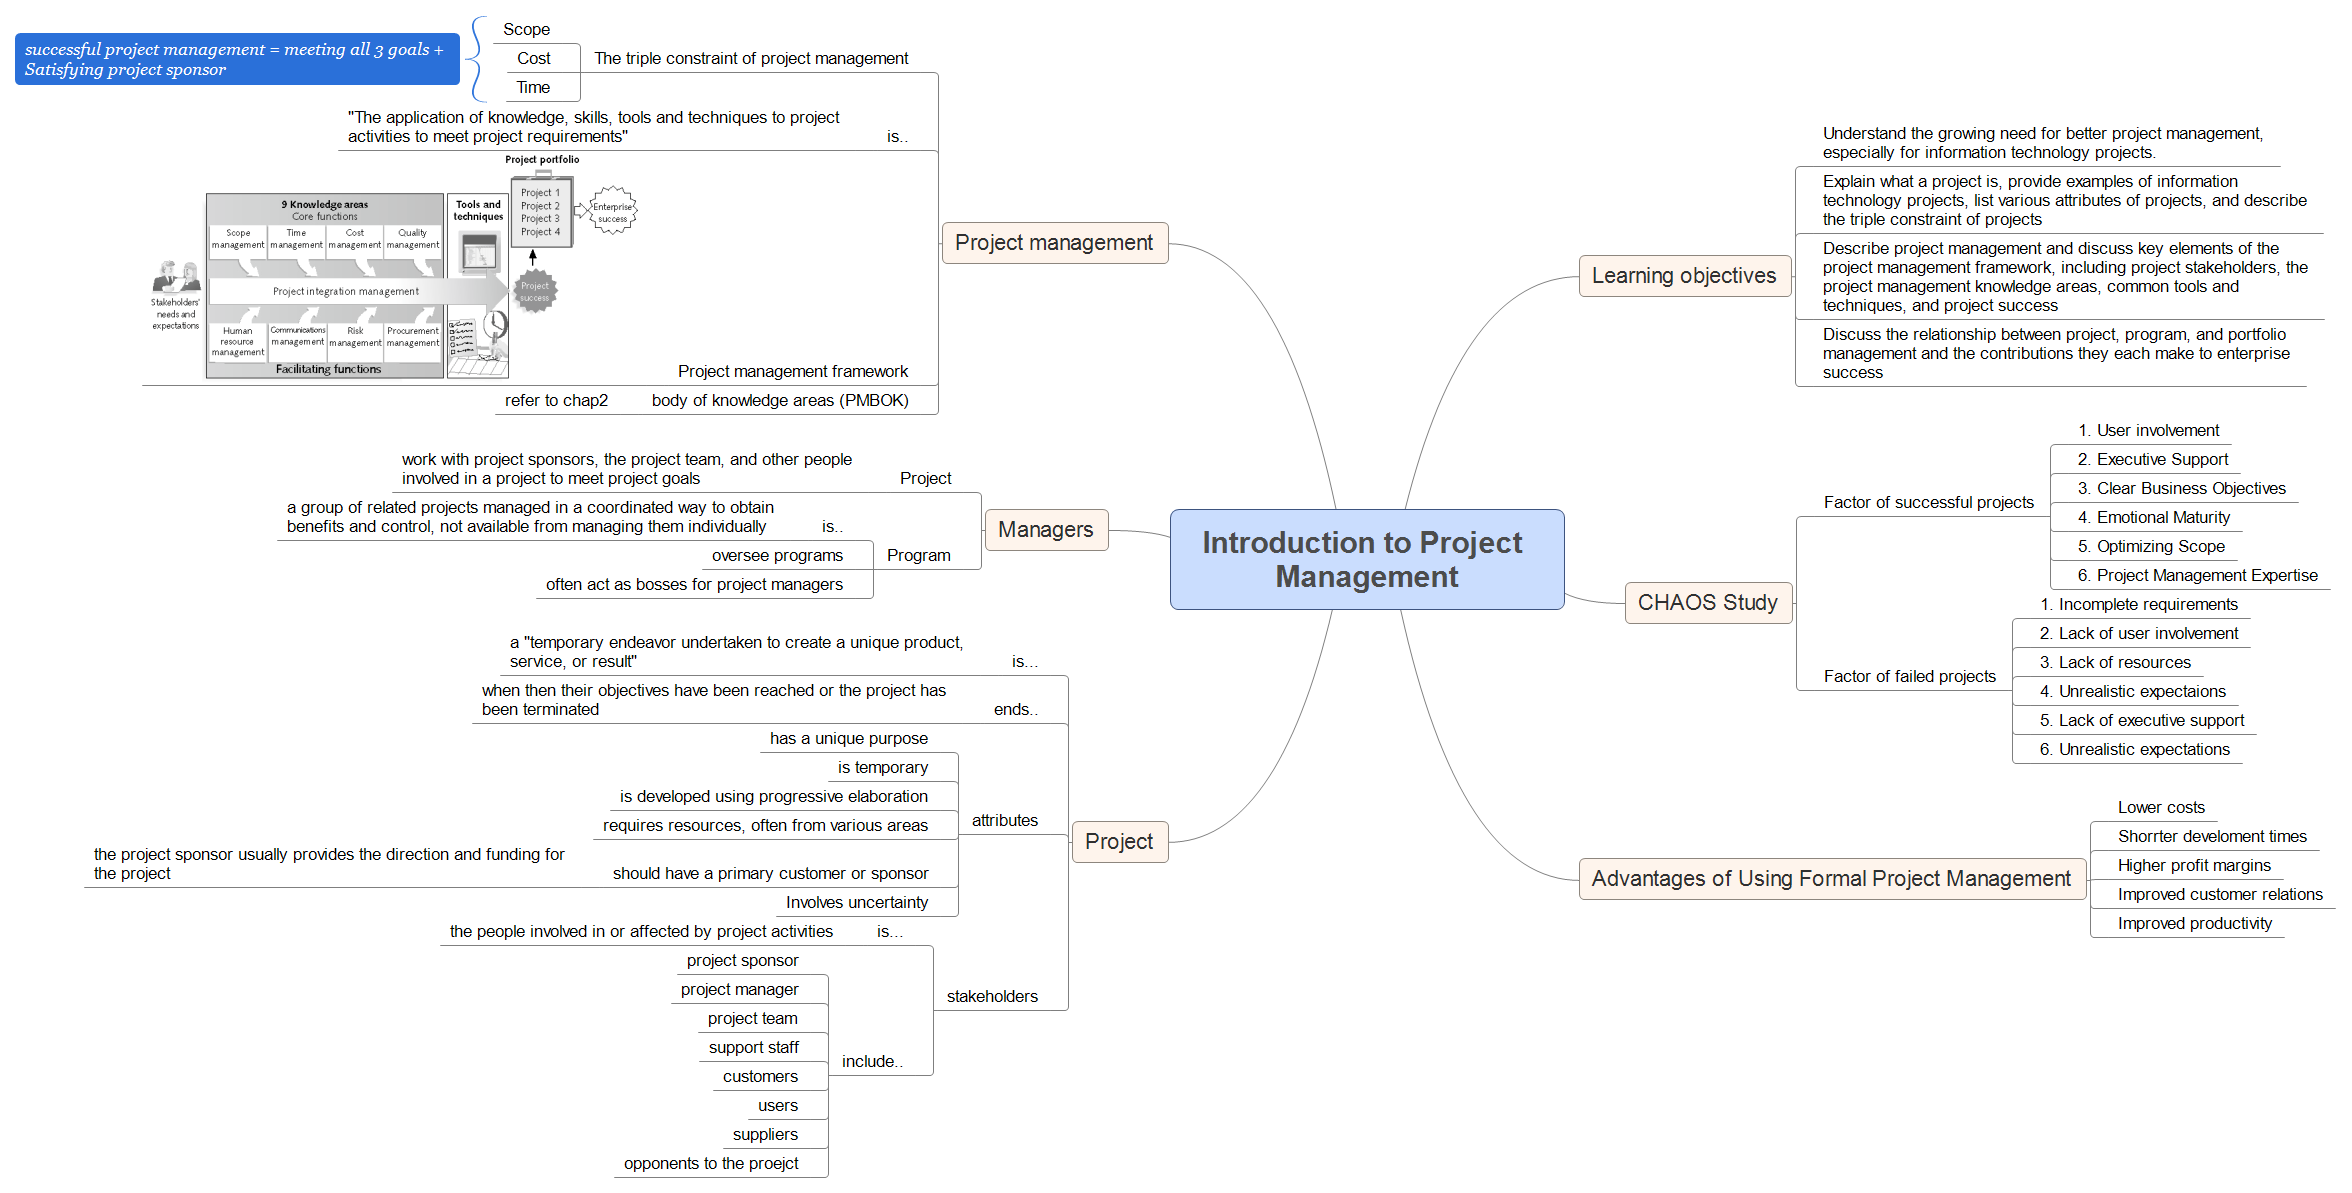 Introduction to Project
Management
Project management
The triple constraint of project management
Scope
Cost
Time
successful project management = meeting all 3 goals +
Satisfying project sponsor
is..
"The application of knowledge, skills, tools and techniques to project
activities to meet project requirements"
Project management framework
Stakeholders'
needs and
expectations
9 Knowledge areas
Core functions
Scope
management
Time
management
Cost
management
Quality
management
Project integration management
Human
resource
management
Communications
management
Risk
management
Procurement
management
Facilitating functions
Tools and
techniques
Project portfolio
Project 1
Project 2
Project 3
Project 4
Enterprise
success
Project
success
body of knowledge areas (PMBOK)
refer to chap2
Managers
Project
work with project sponsors, the project team, and other people
involved in a project to meet project goals
Program
is..
a group of related projects managed in a coordinated way to obtain
benefits and control, not available from managing them individually
oversee programs
often act as bosses for project managers
Project
is...
a "temporary endeavor undertaken to create a unique product,
service, or result"
ends..
when then their objectives have been reached or the project has
been terminated
attributes
has a unique purpose
is temporary
is developed using progressive elaboration
requires resources, often from various areas
should have a primary customer or sponsor
the project sponsor usually provides the direction and funding for
the project
Involves uncertainty
stakeholders
is...
the people involved in or affected by project activities
include..
project sponsor
project manager
project team
support staff
customers
users
suppliers
opponents to the proejct
Learning objectives
Understand the growing need for better project management,
especially for information technology projects.
Explain what a project is, provide examples of information
technology projects, list various attributes of projects, and describe
the triple constraint of projects
Describe project management and discuss key elements of the
project management framework, including project stakeholders, the
project management knowledge areas, common tools and
techniques, and project success
Discuss the relationship between project, program, and portfolio
management and the contributions they each make to enterprise
success
CHAOS Study
Factor of successful projects
1. User involvement
2. Executive Support
3. Clear Business Objectives
4. Emotional Maturity
5. Optimizing Scope
6. Project Management Expertise
Factor of failed projects
1. Incomplete requirements
2. Lack of user involvement
3. Lack of resources
4. Unrealistic expectaions
5. Lack of executive support
6. Unrealistic expectations
Advantages of Using Formal Project Management
Lower costs
Shorrter develoment times
Higher profit margins
Improved customer relations
Improved productivity